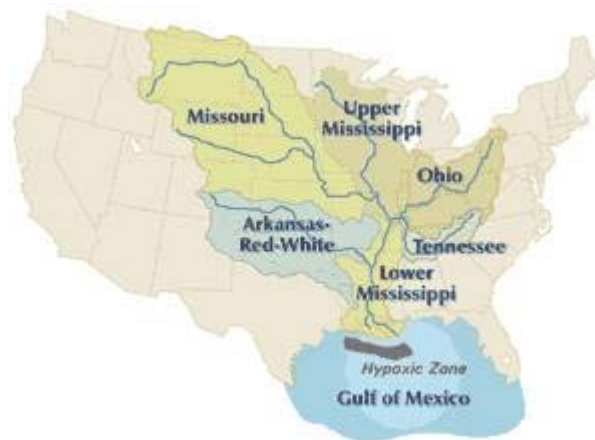 Missouri
Upper
Mississippi
Ohio
Arkansas-
Red-White
Tennessee
Lower
Mississippi
Hypoxic Zone
Gulf of Mexico